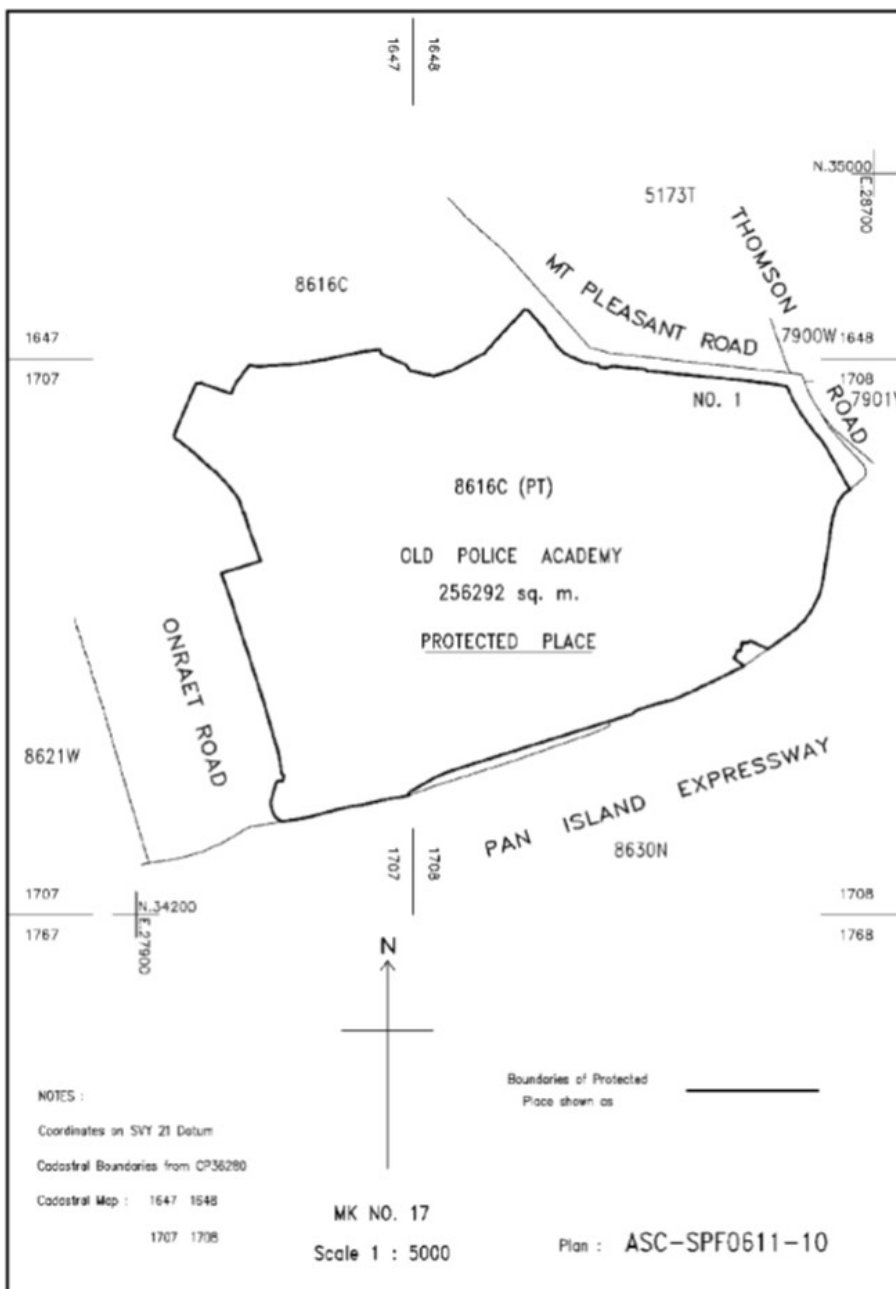 1647 1648
N.35000
E.28700
5173T
THOMSON
8616C
MT PLEASANT ROAD
1647
7900W 1648
1707
1708
NO. 1
ROAD
8616C (PT)
OLD POLICE ACADEMY
256292 sq. m.
PROTECTED PLACE
ONRAET ROAD
8621W
PAN ISLAND EXPRESSWAY
8630N
1707 1708
1707
N.34200
1708
1767
E.27900
1768
N
Boundaries of Protected
Place shown as
NOTES :
Coordinates on SVY 21 Datum
Cadastral Boundaries from CP36280
Cadastral Map : 1647 1648
1707 1708
MK NO. 17
Scale 1 : 5000
Plan : ASC-SPF0611-10